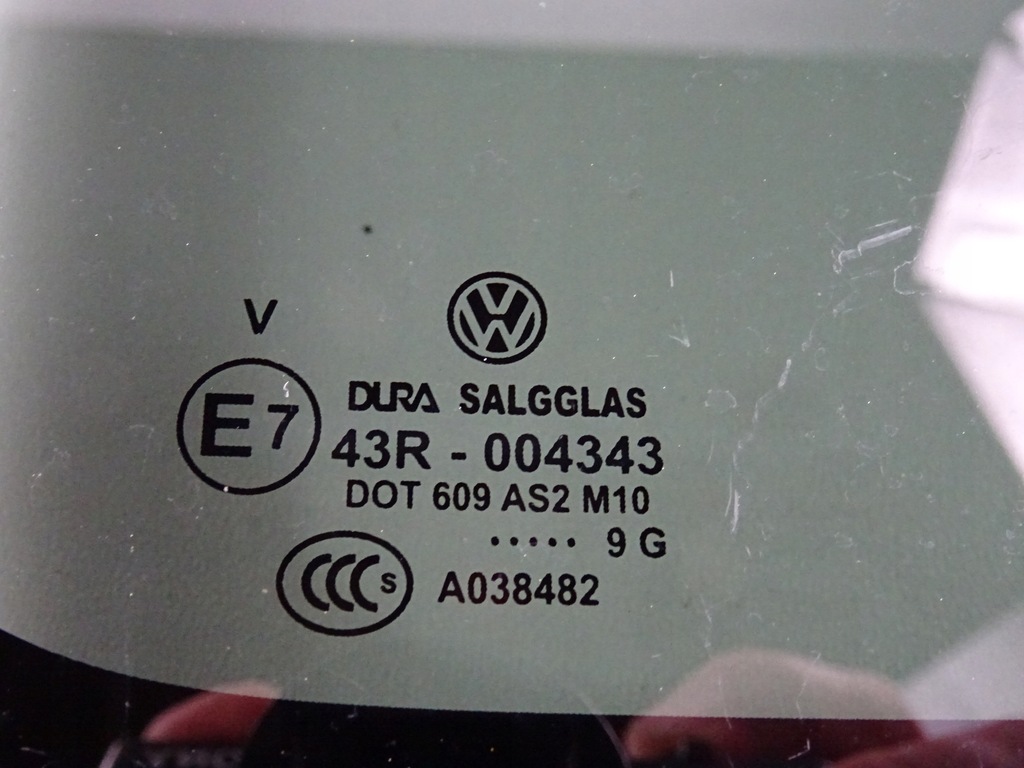 V
E7
DURA SALGGLAS
43R - 004343
DOT 609 AS2 M10
..... 9 G
CCC S
A038482